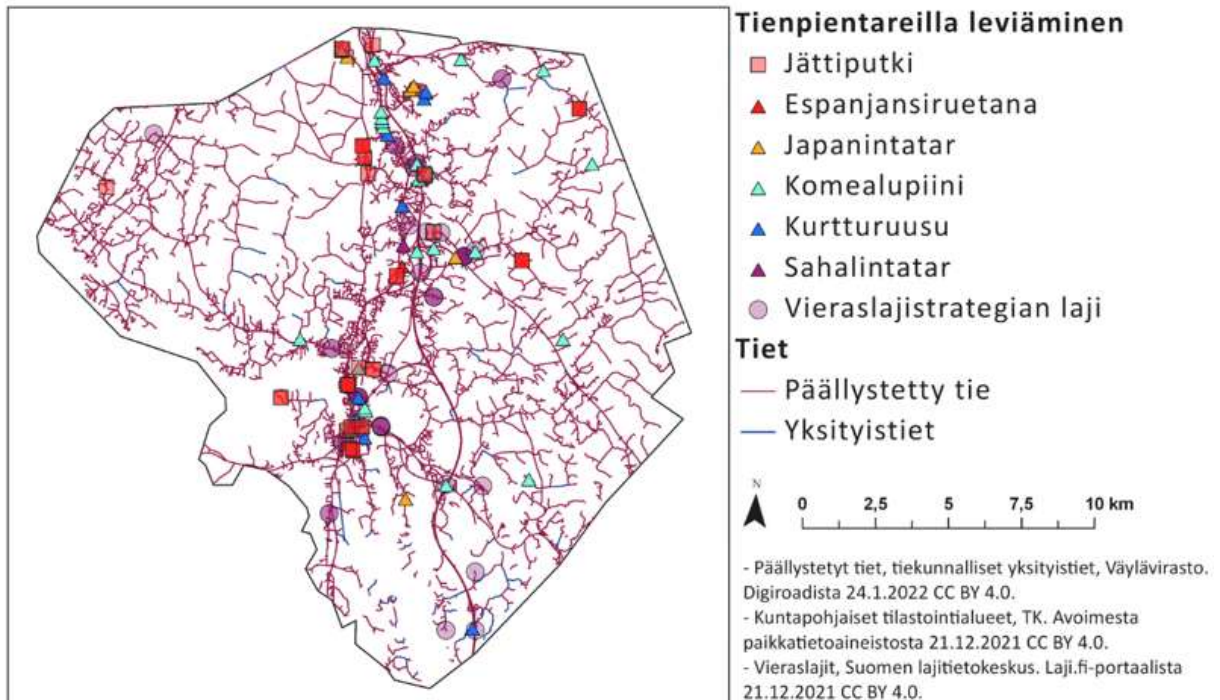 Tienpientareilla leviäminen
Jättiputki
Espanjansiruetana
Japanintatar
Komealupiini
Kurtturuusu
Sahalintatar
Vieraslajistrategian laji
Tiet
Päällystetty tie
Yksityistiet
N
0 2,5 5 7,5 10 km
- Päällystetyt tiet, tiekunnalliset yksityistiet, Väylävirasto.
Digiroadista 24.1.2022 CC BY 4.0.
- Kuntapohjaiset tilastointialueet, TK. Avoimesta
paikkatietoaineistosta 21.12.2021 CC BY 4.0.
- Vieraslajit, Suomen lajitietokeskus. Laji.fi-portaalista
21.12.2021 CC BY 4.0.